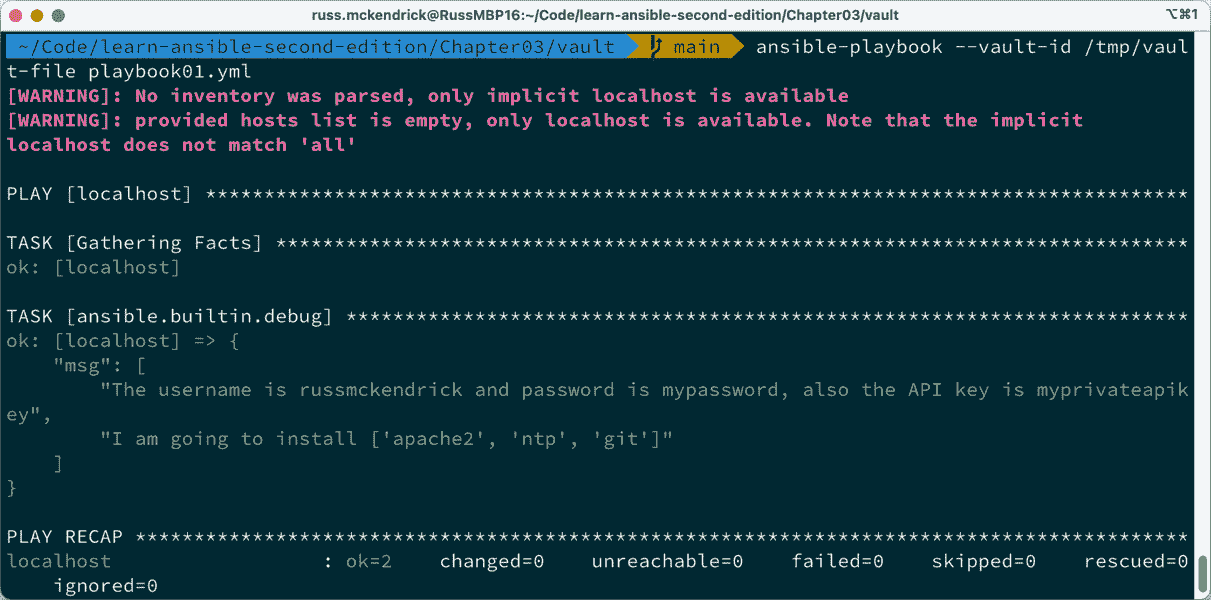 russ.mckendrick@RussMBP16:~/Code/learn-ansible-second-edition/Chapter03/vault ⌥⌘1
~/Code/learn-ansible-second-edition/Chapter03/vault main ansible-playbook --vault-id /tmp/vaul
t-file playbook01.yml
[WARNING]: No inventory was parsed, only implicit localhost is available
[WARNING]: provided hosts list is empty, only localhost is available. Note that the implicit
localhost does not match 'all'
PLAY [localhost] ************************************************************************************
TASK [Gathering Facts] ******************************************************************************
ok: [localhost]
TASK [ansible.builtin.debug] ************************************************************************
ok: [localhost] => {
    "msg": [
        "The username is russmckendrick and password is mypassword, also the API key is myprivateapik
ey",
        "I am going to install ['apache2', 'ntp', 'git']"
    ]
}
PLAY RECAP ******************************************************************************************
localhost                  : ok=2    changed=0    unreachable=0    failed=0    skipped=0    rescued=0
    ignored=0